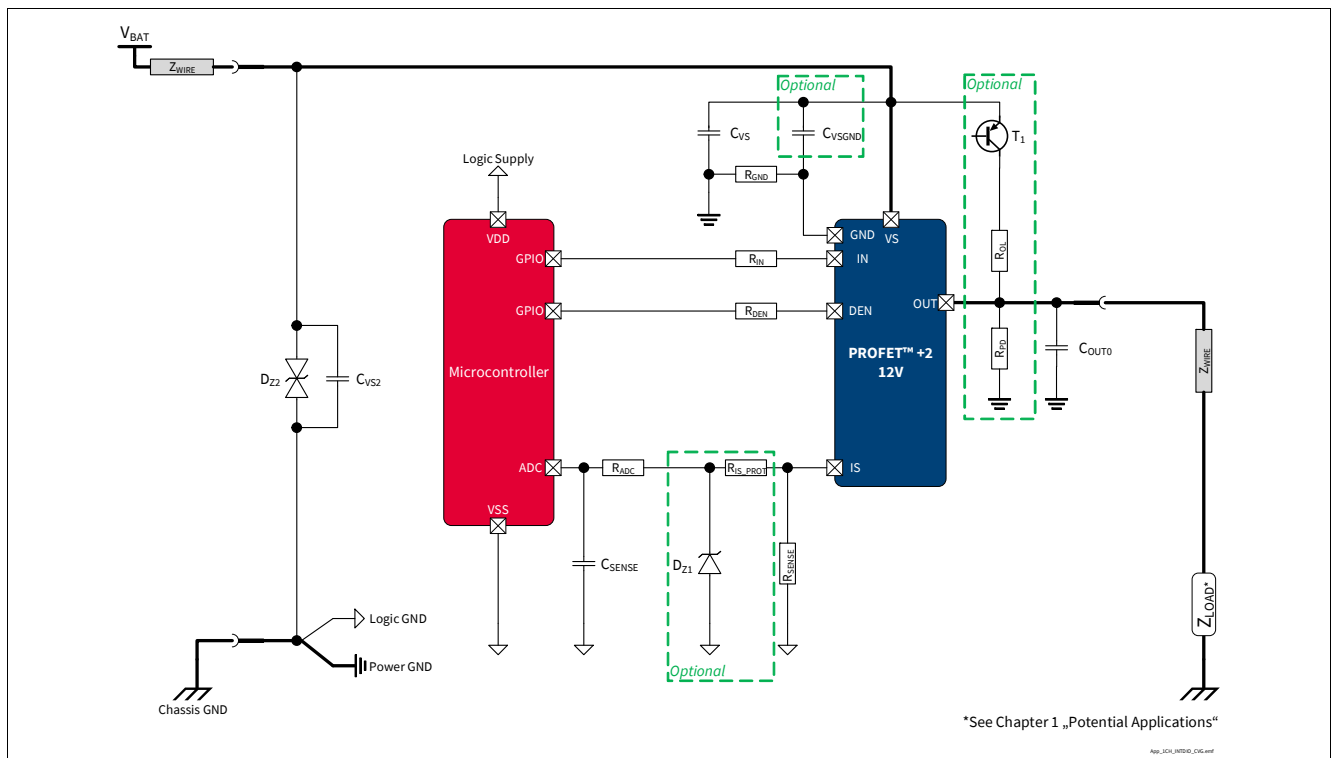 VBAT
ZWIRE
Optional
Optional
CVS
CVSGND
T1
Logic Supply
RGND
VDD
GND
VS
GPIO
RIN
IN
ROL
OUT
GPIO
RDEN
DEN
Microcontroller
PROFET™ +2
12V
RPD
COUT0
ZWIRE
DZ2
CVS2
ADC
RADC
RIS_PROT
IS
VSS
CSENSE
DZ1
RSENSE
ZLOAD*
Logic GND
Power GND
Optional
Chassis GND
*See Chapter 1 „Potential Applications“
App_1CH_INTDIO_CVG.emf